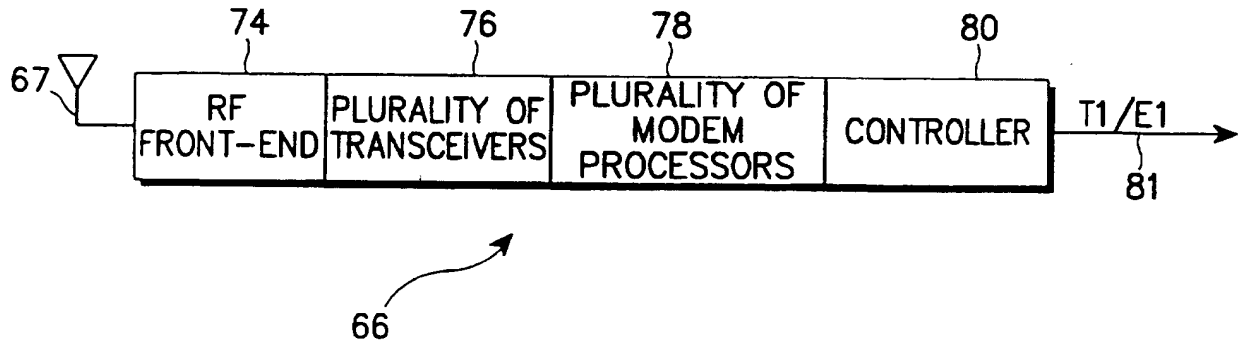 74
76
78
80
67
RF
FRONT-END
PLURALITY OF
TRANSCEIVERS
PLURALITY OF
MODEM
PROCESSORS
CONTROLLER
T1/E1
81
66